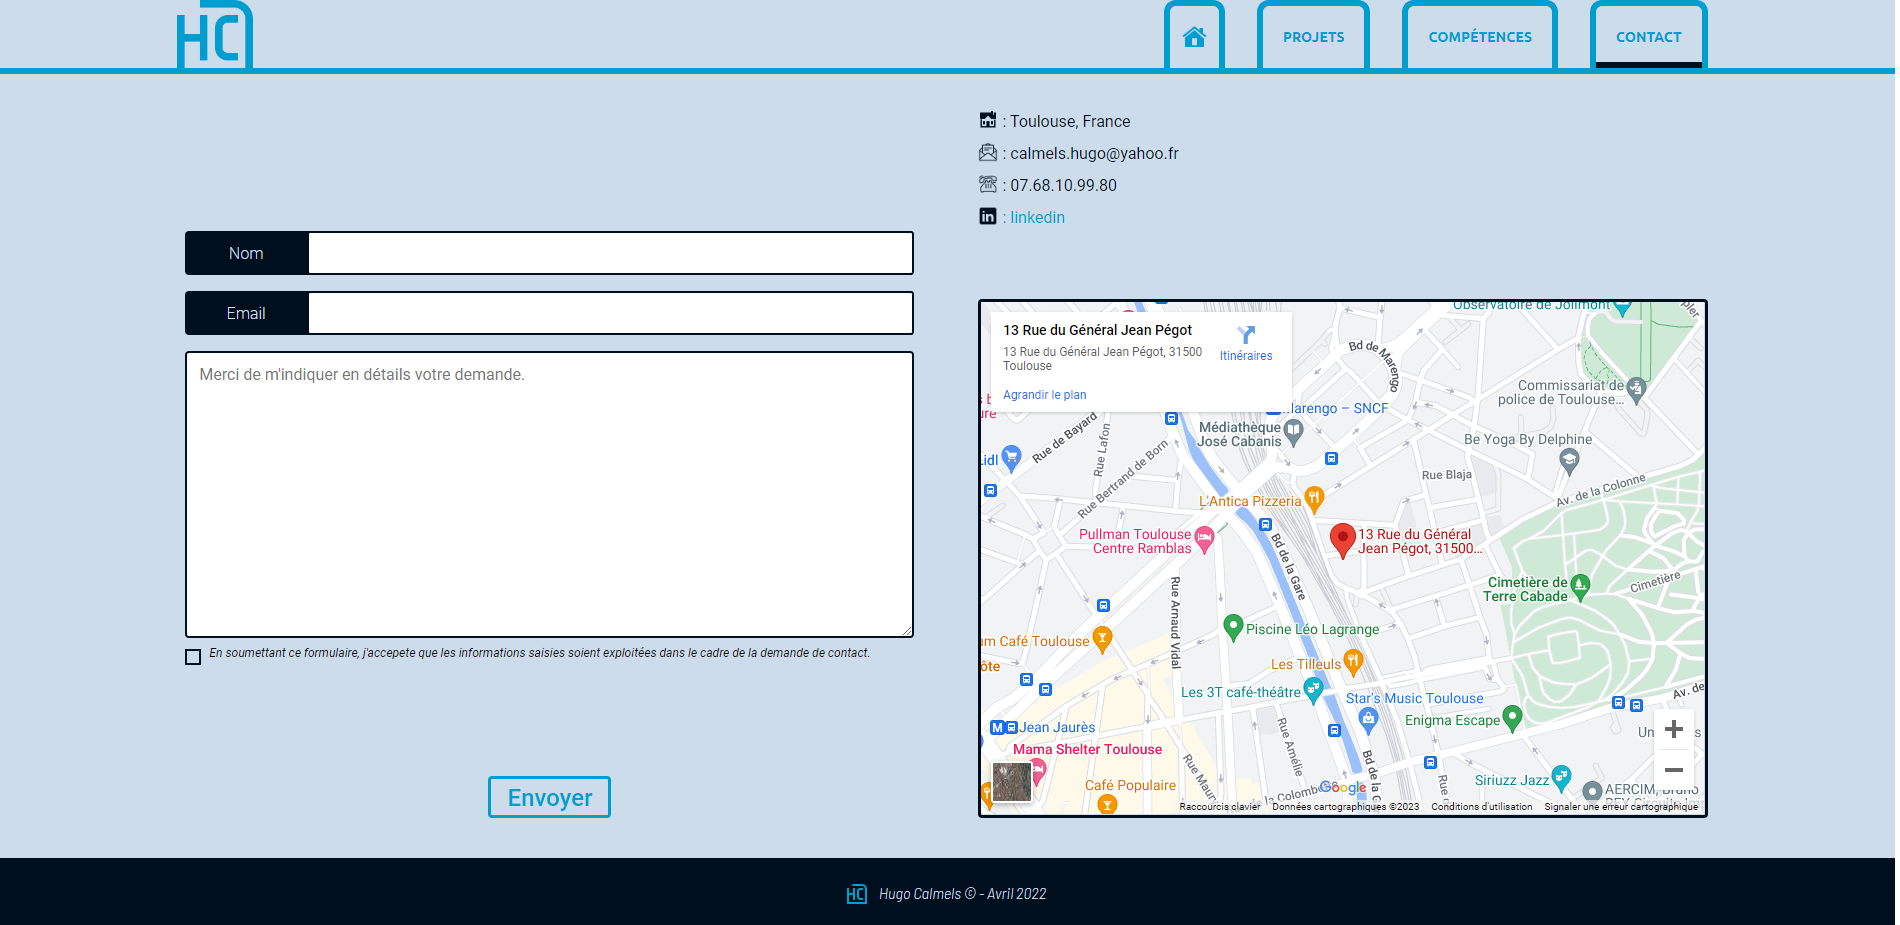 HC
PROJETS
COMPÉTENCES
CONTACT
: Toulouse, France
: calmels.hugo@yahoo.fr
: 07.68.10.99.80
in : linkedin
Nom
Email
Merci de m'indiquer en détails votre demande.
En soumettant ce formulaire, j'accepete que les informations saisies soient exploitées dans le cadre de la demande de contact.
Envoyer
13 Rue du Général Jean Pégot
13 Rue du Général Jean Pégot, 31500
Toulouse
Itinéraires
Agrandir le plan
Observatoire de Jolimont
Bd de Marengo
Commissariat de
police de Toulouse...
Marengo – SNCF
Médiathèque
José Cabanis
Rue de Bayard
Rue Lafon
Rue Bertrand de Born
Lidl
Be Yoga By Delphine
Rue Blaja
Av. de la Colonne
L'Antica Pizzeria
Pullman Toulouse
Centre Ramblas
13 Rue du Général
Jean Pégot, 31500...
Bd de la Gare
Cimetière de
Terre Cabade
Cimetière
Rue Arnaud Vidal
Piscine Léo Lagrange
um Café Toulouse
ôte
Les Tilleuls
Les 3T café-théâtre
Star's Music Toulouse
Enigma Escape
Av. de
M Jean Jaurès
Mama Shelter Toulouse
Rue Amélie
Bd de la G
Café Populaire
Siriuzz Jazz
AERCIM, Bruno
Google
Raccourcis clavier
Données cartographiques ©2023
Conditions d'utilisation
Signaler une erreur cartographique
HC Hugo Calmels © - Avril 2022